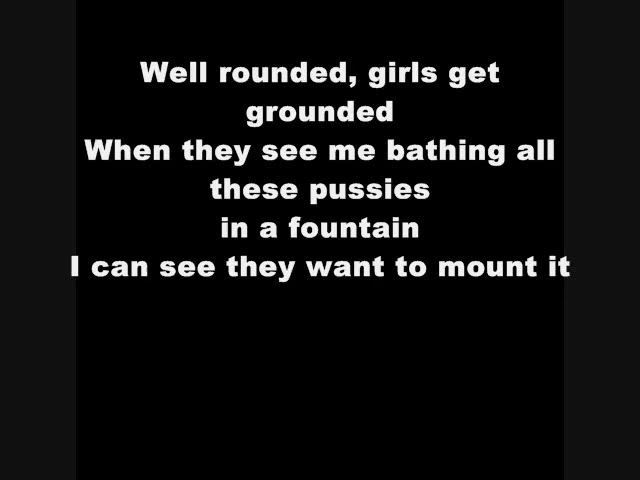 Well rounded, girls get
grounded
When they see me bathing all
these pussies
in a fountain
I can see they want to mount it